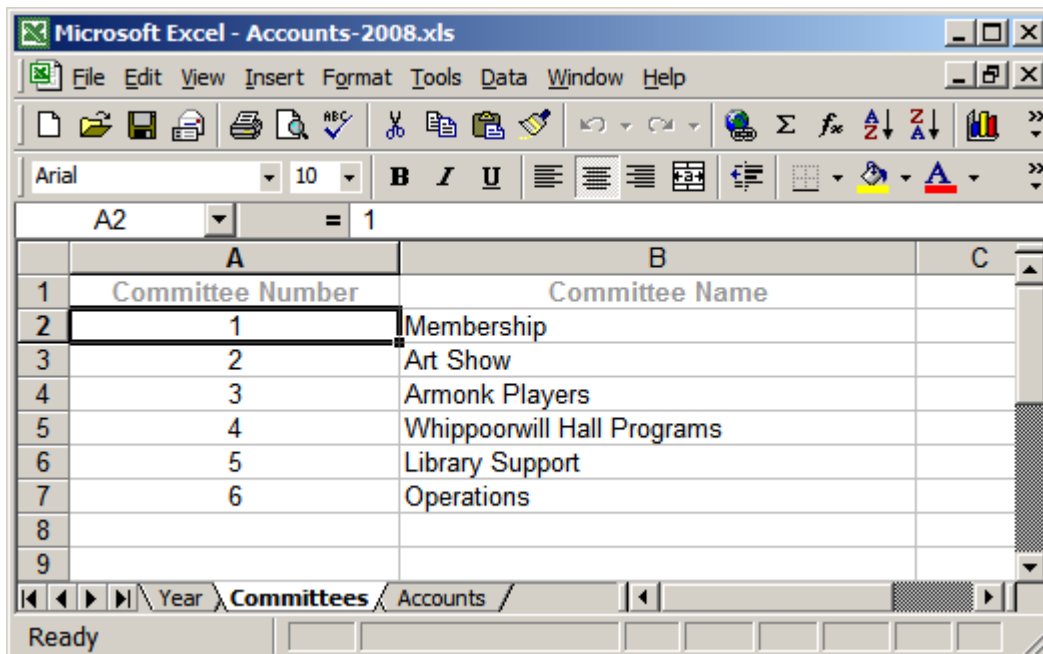 Microsoft Excel - Accounts-2008.xls
File Edit View Insert Format Tools Data Window Help
ABC Σ fx A Z Z A
Arial 10 B I U a A
A2 = 1
A B C
1 Committee Number Committee Name
2 1 Membership
3 2 Art Show
4 3 Armonk Players
5 4 Whippoorwill Hall Programs
6 5 Library Support
7 6 Operations
8
9
Year Committees Accounts
Ready